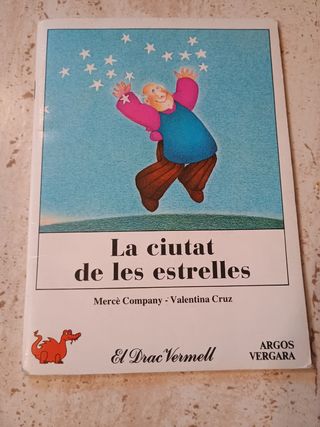 La ciutat
de les estrelles
Mercè Company - Valentina Cruz
El Drac Vermell
ARGOS
VERGARA